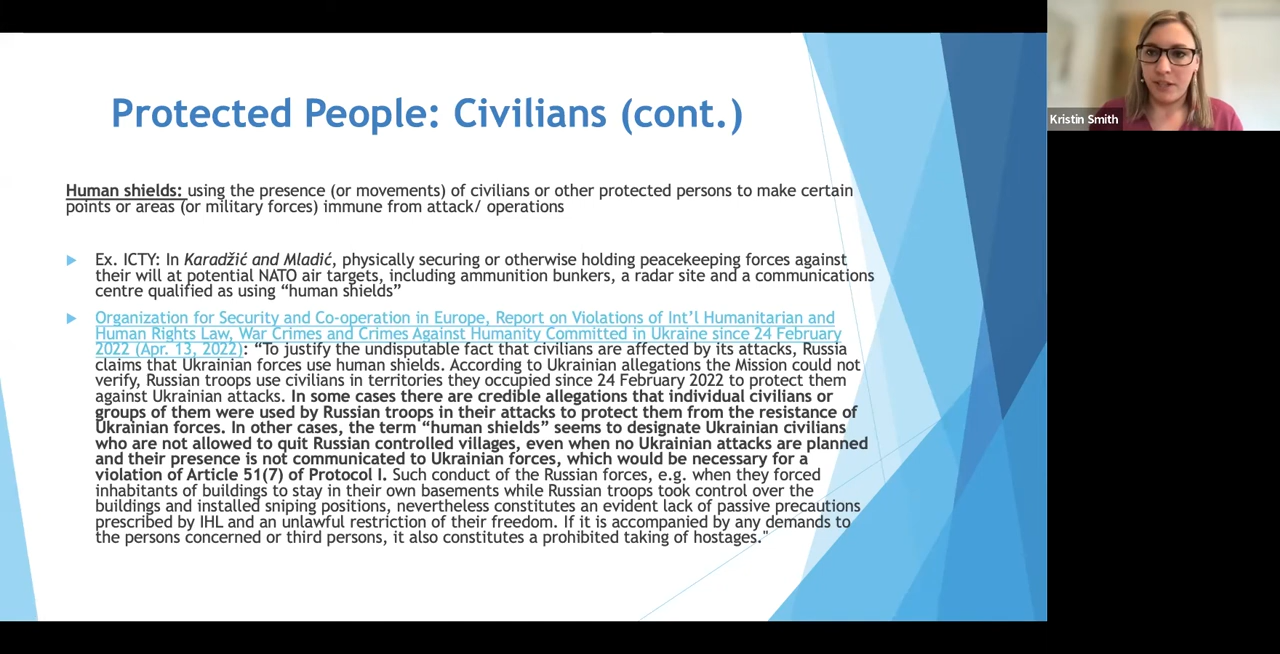 Protected People: Civilians (cont.)
Human shields: using the presence (or movements) of civilians or other protected persons to make certain
points or areas (or military forces) immune from attack/ operations
Ex. ICTY: In Karadžić and Mladić, physically securing or otherwise holding peacekeeping forces against
their will at potential NATO air targets, including ammunition bunkers, a radar site and a communications
centre qualified as using “human shields”
Organization for Security and Co-operation in Europe, Report on Violations of Int’l Humanitarian and
Human Rights Law, War Crimes and Crimes Against Humanity Committed in Ukraine since 24 February
2022 (Apr. 13, 2022): “To justify the undisputable fact that civilians are affected by its attacks, Russia
claims that Ukrainian forces use human shields. According to Ukrainian allegations the Mission could not
verify, Russian troops use civilians in territories they occupied since 24 February 2022 to protect them
against Ukrainian attacks. In some cases there are credible allegations that individual civilians or
groups of them were used by Russian troops in their attacks to protect them from the resistance of
Ukrainian forces. In other cases, the term “human shields” seems to designate Ukrainian civilians
who are not allowed to quit Russian controlled villages, even when no Ukrainian attacks are planned
and their presence is not communicated to Ukrainian forces, which would be necessary for a
violation of Article 51(7) of Protocol I. Such conduct of the Russian forces, e.g. when they forced
inhabitants of buildings to stay in their own basements while Russian troops took control over the
buildings and installed sniping positions, nevertheless constitutes an evident lack of passive precautions
prescribed by IHL and an unlawful restriction of their freedom. If it is accompanied by any demands to
the persons concerned or third persons, it also constitutes a prohibited taking of hostages."
Kristin Smith